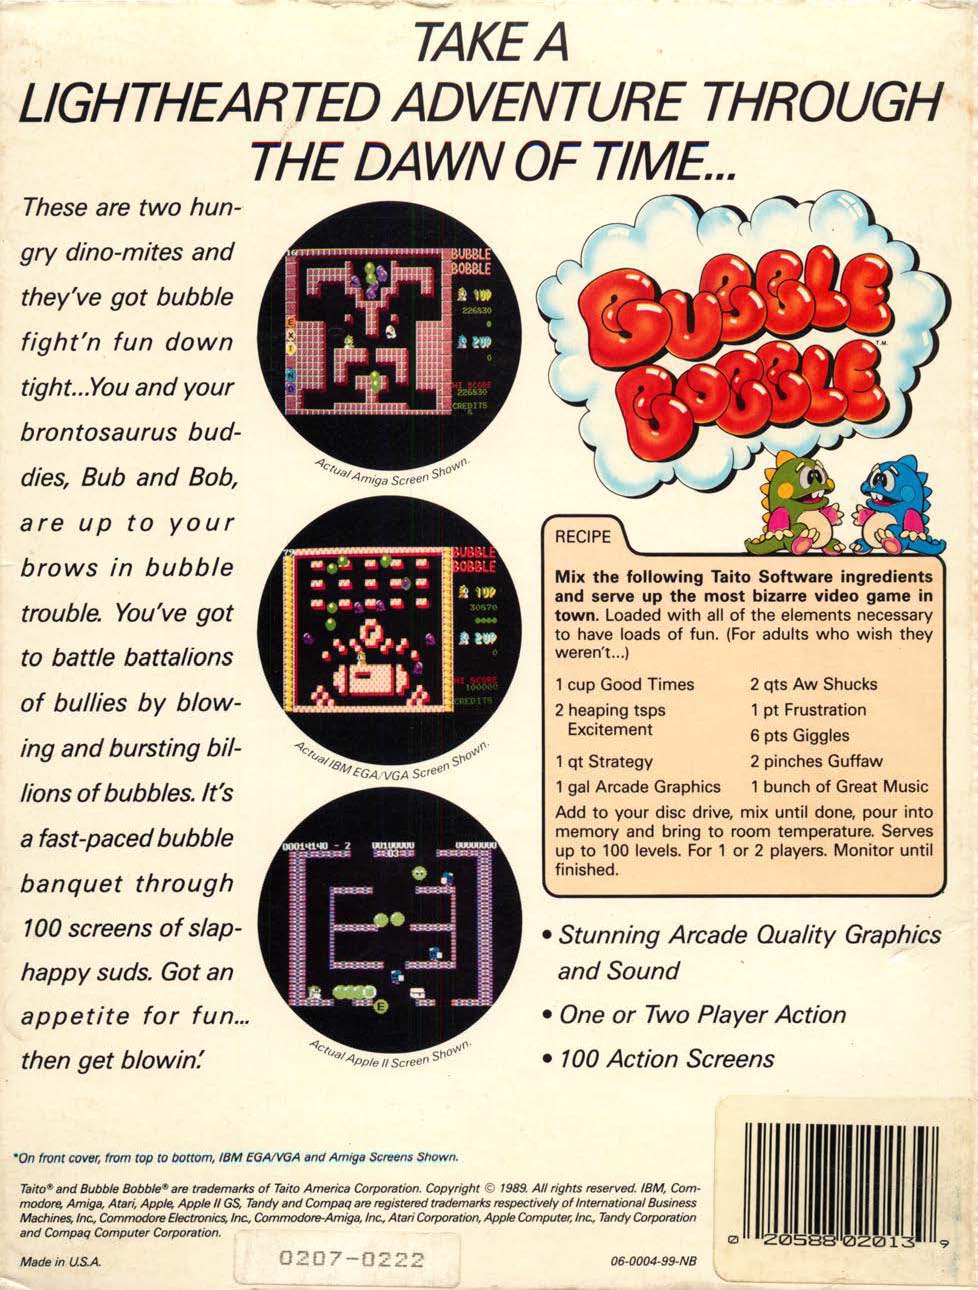 TAKE A
LIGHTHEARTED ADVENTURE THROUGH
THE DAWN OF TIME...
These are two hun-
gry dino-mites and
they've got bubble
fight'n fun down
tight...You and your
brontosaurus bud-
dies, Bub and Bob,
are up to your
brows in bubble
trouble. You've got
to battle battalions
of bullies by blow-
ing and bursting bil-
lions of bubbles. It's
a fast-paced bubble
banquet through
100 screens of slap-
happy suds. Got an
appetite for fun...
then get blowin'.
16
BUBBLE
BOBBLE
1UP
226830
0
2UP
0
HI SCORE
226830
CREDITS
E
X
T
N
D
Actual Amiga Screen Shown.
79
BUBBLE
BOBBLE
1UP
30870
2UP
0
HI SCORE
100000
CREDITS
Actual IBM EGA/VGA Screen Shown.
00014140 - 2 00100000 0000000
03
E
Actual Apple II Screen Shown.
BUBBLE
BOBBLE
T.M.
RECIPE
Mix the following Taito Software ingredients
and serve up the most bizarre video game in
town. Loaded with all of the elements necessary
to have loads of fun. (For adults who wish they
weren't...)
1 cup Good Times
2 heaping tsps
Excitement
1 qt Strategy
1 gal Arcade Graphics
2 qts Aw Shucks
1 pt Frustration
6 pts Giggles
2 pinches Guffaw
1 bunch of Great Music
Add to your disc drive, mix until done, pour into
memory and bring to room temperature. Serves
up to 100 levels. For 1 or 2 players. Monitor until
finished.
• Stunning Arcade Quality Graphics
and Sound
• One or Two Player Action
• 100 Action Screens
*On front cover, from top to bottom, IBM EGA/VGA and Amiga Screens Shown.
Taito® and Bubble Bobble® are trademarks of Taito America Corporation. Copyright © 1989. All rights reserved. IBM, Com-
modore, Amiga, Atari, Apple, Apple II GS, Tandy and Compaq are registered trademarks respectively of International Business
Machines, Inc., Commodore Electronics, Inc., Commodore-Amiga, Inc., Atari Corporation, Apple Computer, Inc., Tandy Corporation
and Compaq Computer Corporation.
Made in U.S.A.
0207-0222
06-0004-99-NB
0 20588 02013 9